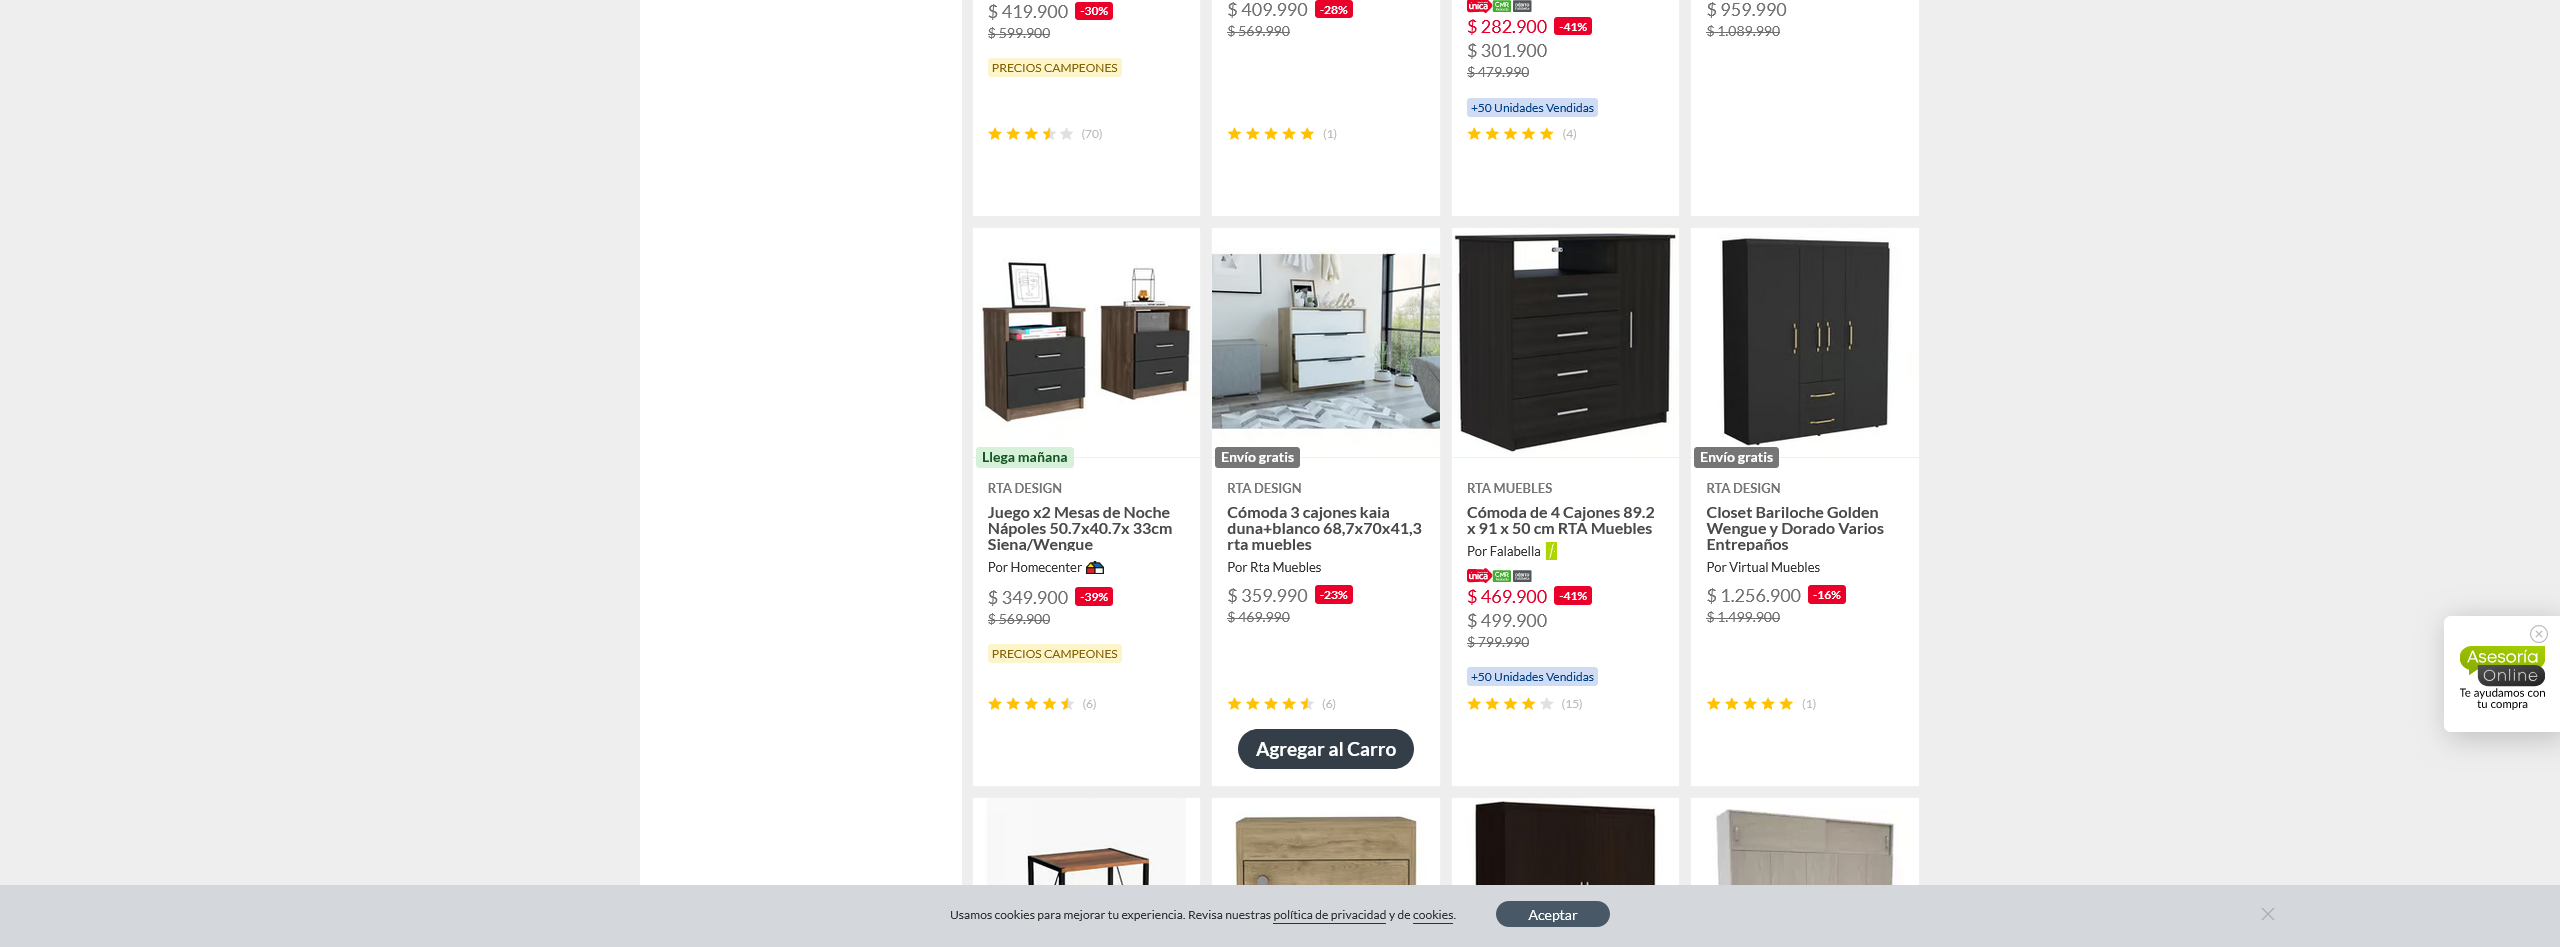 $ 419.900 -30%
$ 599.900
PRECIOS CAMPEONES
(70)
$ 409.990 -28%
$ 569.990
(1)
única CMR
$ 282.900 -41%
$ 301.900
$ 479.990
+50 Unidades Vendidas
(4)
$ 959.990
$ 1.089.990
Llega mañana
RTA DESIGN
Juego x2 Mesas de Noche
Nápoles 50.7x40.7x 33cm
Siena/Wengue
Por Homecenter
$ 349.900 -39%
$ 569.900
PRECIOS CAMPEONES
(6)
hello
Envío gratis
RTA DESIGN
Cómoda 3 cajones kaia
duna+blanco 68,7x70x41,3
rta muebles
Por Rta Muebles
$ 359.990 -23%
$ 469.990
(6)
Agregar al Carro
RTA MUEBLES
Cómoda de 4 Cajones 89.2
x 91 x 50 cm RTA Muebles
Por Falabella
única CMR
$ 469.900 -41%
$ 499.900
$ 799.990
+50 Unidades Vendidas
(15)
Envío gratis
RTA DESIGN
Closet Bariloche Golden
Wengue y Dorado Varios
Entrepaños
Por Virtual Muebles
$ 1.256.900 -16%
$ 1.499.900
(1)
Asesoría
Online
Te ayudamos con
tu compra
Usamos cookies para mejorar tu experiencia. Revisa nuestras política de privacidad y de cookies.
Aceptar